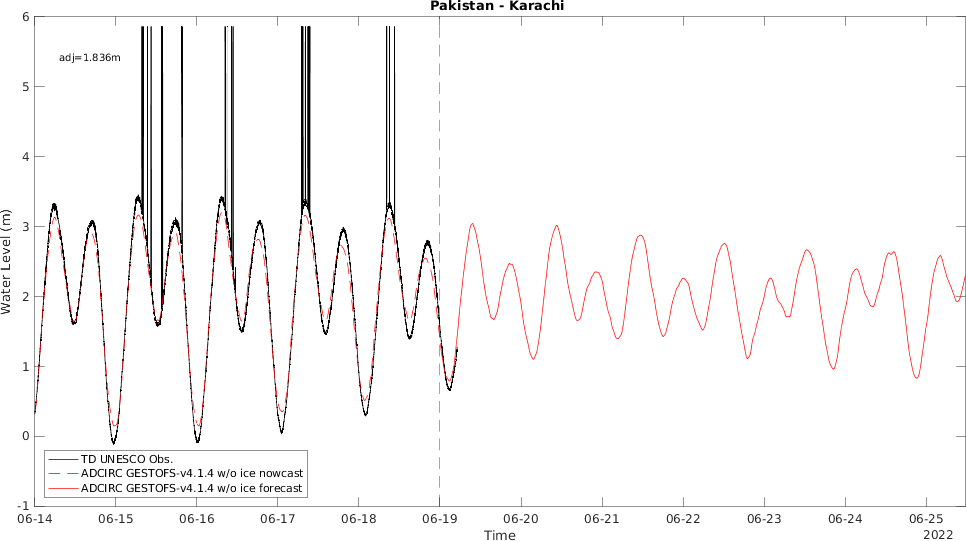 Pakistan - Karachi
adj=1.836m
6
5
4
3
2
1
0
-1
Water Level (m)
TD UNESCO Obs.
ADCIRC GESTOFS-v4.1.4 w/o ice nowcast
ADCIRC GESTOFS-v4.1.4 w/o ice forecast
06-14 06-15 06-16 06-17 06-18 06-19 06-20 06-21 06-22 06-23 06-24 06-25
Time
2022